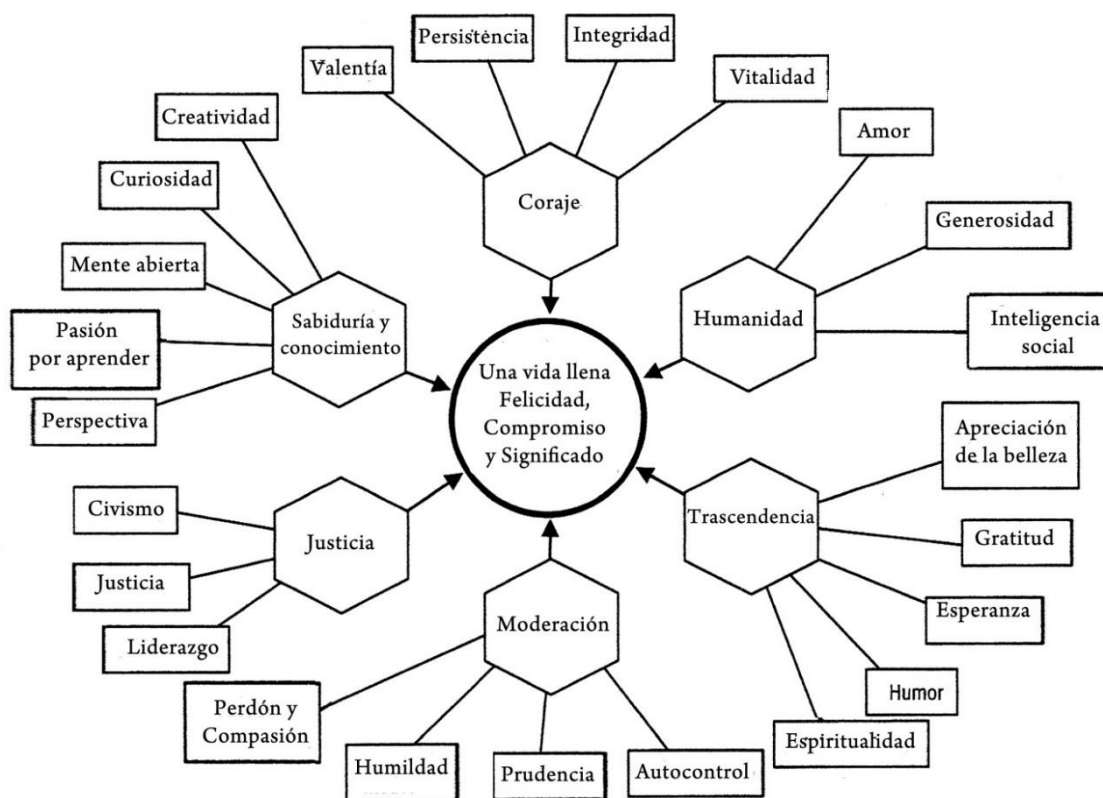 Persistencia
Integridad
Valentía
Vitalidad
Creatividad
Amor
Curiosidad
Coraje
Generosidad
Mente abierta
Sabiduría y
conocimiento
Humanidad
Inteligencia
social
Pasión
por aprender
Perspectiva
Una vida llena
Felicidad,
Compromiso
y Significado
Apreciación
de la belleza
Civismo
Justicia
Trascendencia
Gratitud
Justicia
Esperanza
Liderazgo
Moderación
Humor
Perdón y
Compasión
Espiritualidad
Humildad
Prudencia
Autocontrol